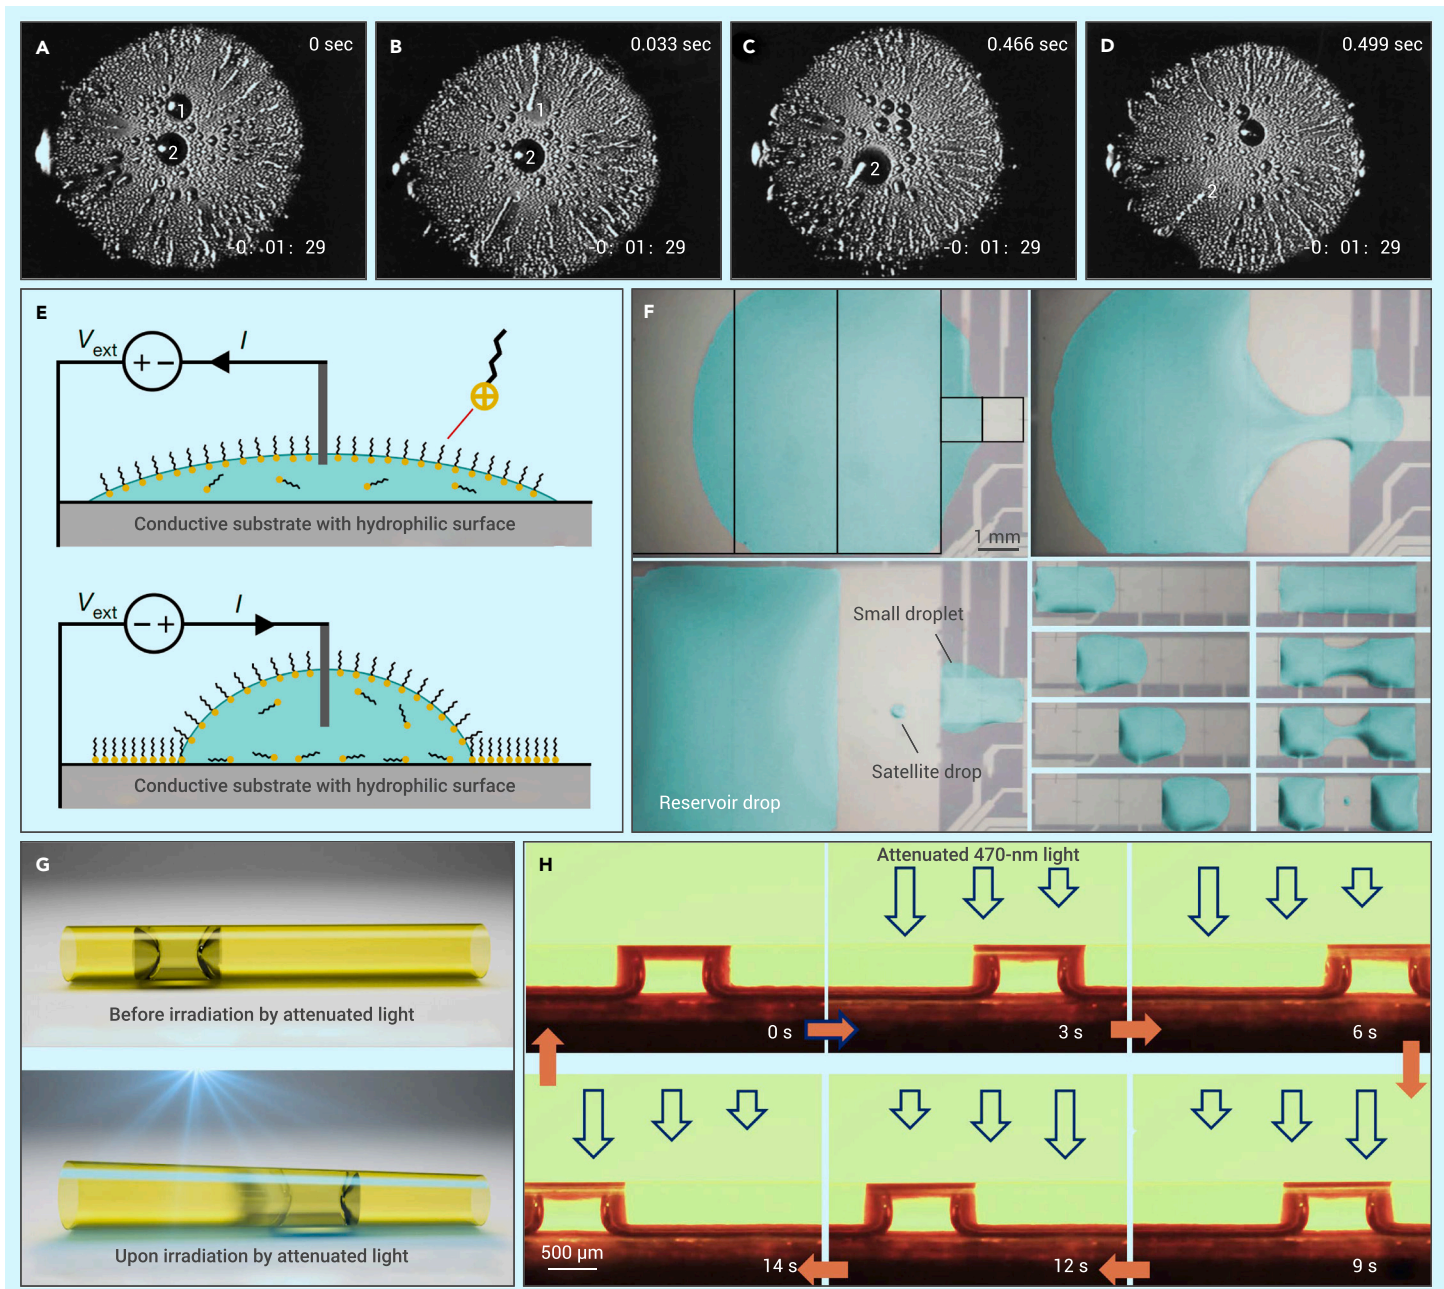 A
0 sec
1
2
-0: 01: 29
B
0.033 sec
1
2
-0: 01: 29
C
0.466 sec
2
-0: 01: 29
D
0.499 sec
2
-0: 01: 29
E
Vext
+ −
I
Conductive substrate with hydrophilic surface
Vext
− +
I
Conductive substrate with hydrophilic surface
F
1 mm
Small droplet
Satellite drop
Reservoir drop
G
Before irradiation by attenuated light
Upon irradiation by attenuated light
H
Attenuated 470-nm light
0 s
3 s
6 s
500 µm
14 s
12 s
9 s